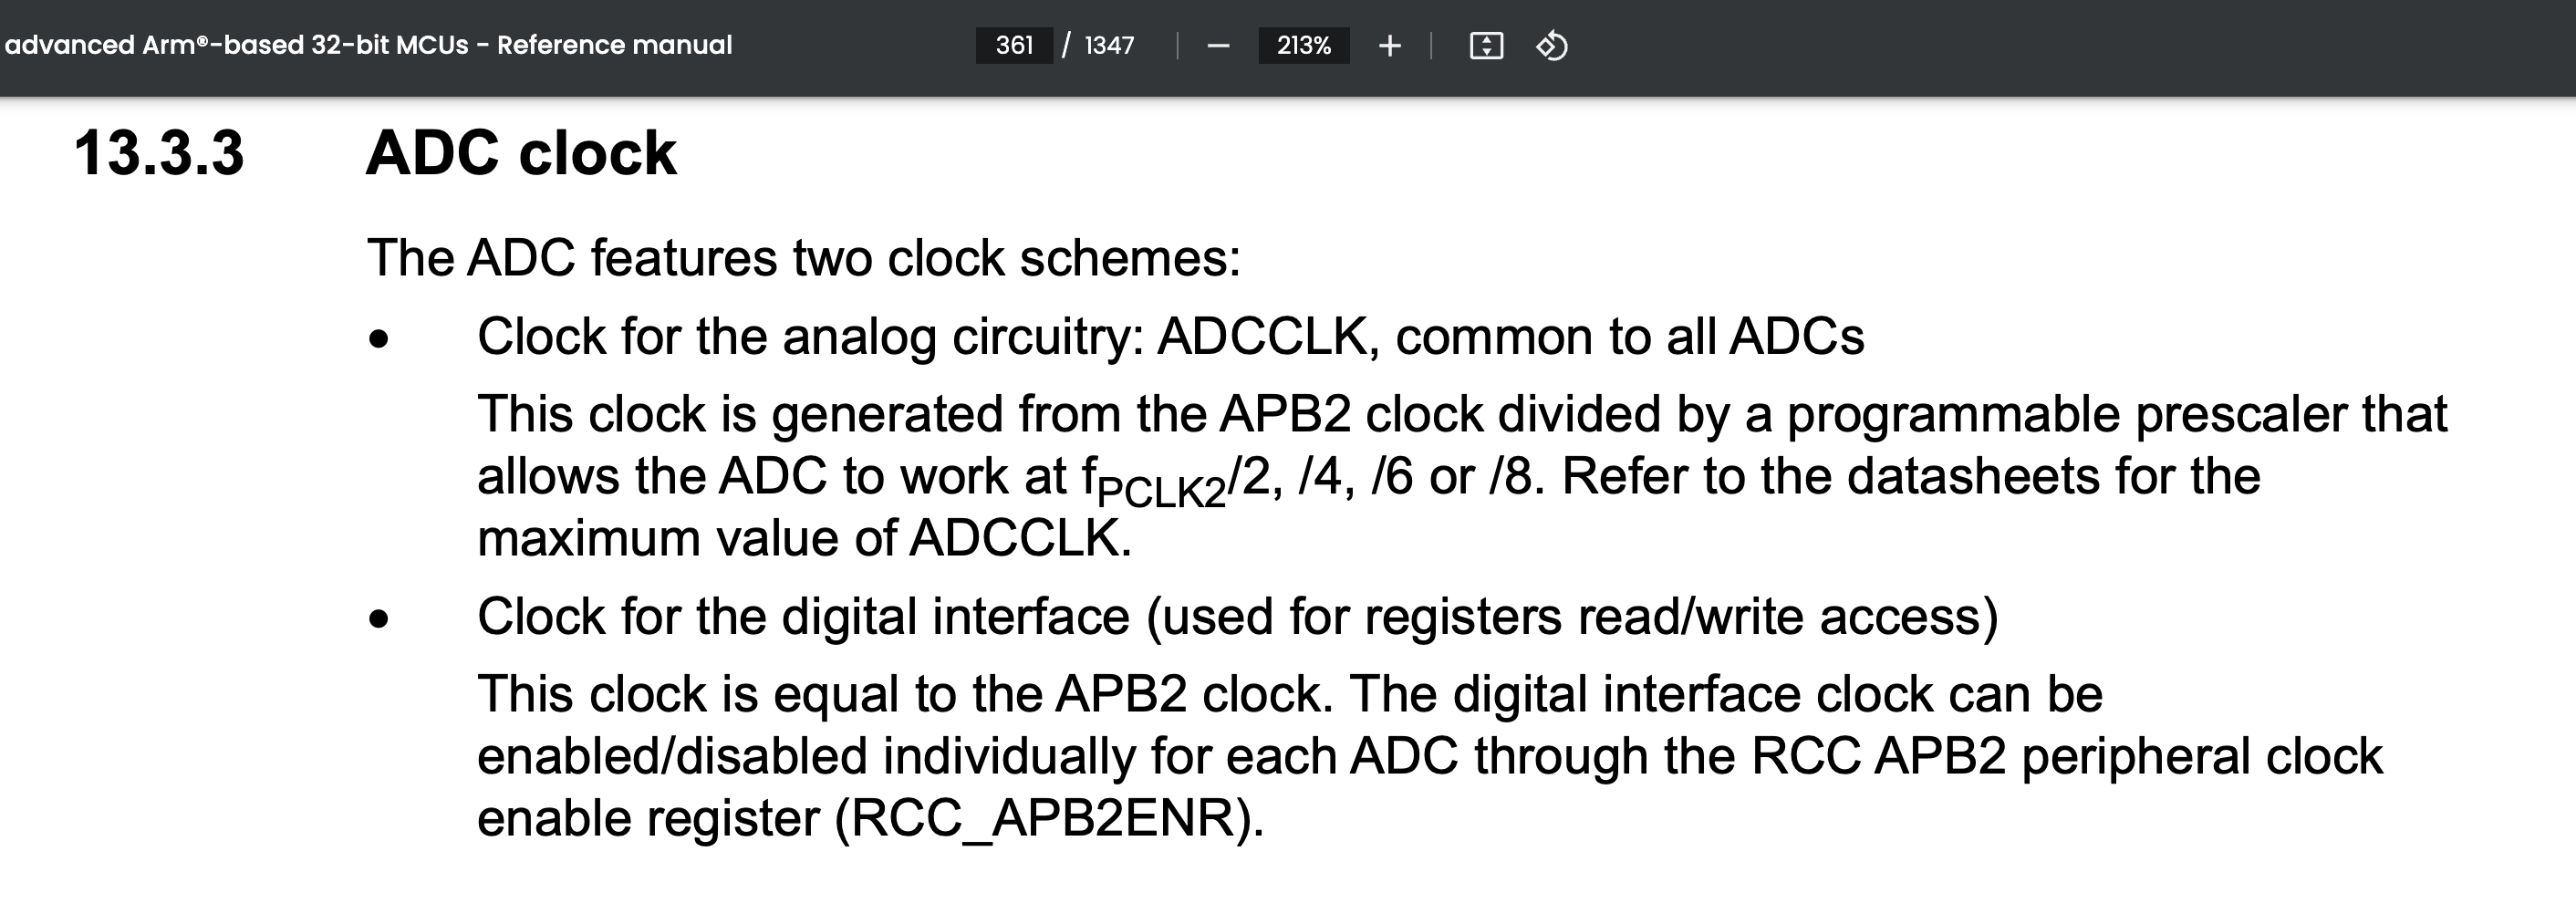 advanced Arm®-based 32-bit MCUs - Reference manual
361 / 1347
213%
13.3.3 ADC clock
The ADC features two clock schemes:
• Clock for the analog circuitry: ADCCLK, common to all ADCs
This clock is generated from the APB2 clock divided by a programmable prescaler that
allows the ADC to work at fPCLK2/2, /4, /6 or /8. Refer to the datasheets for the
maximum value of ADCCLK.
• Clock for the digital interface (used for registers read/write access)
This clock is equal to the APB2 clock. The digital interface clock can be
enabled/disabled individually for each ADC through the RCC APB2 peripheral clock
enable register (RCC_APB2ENR).